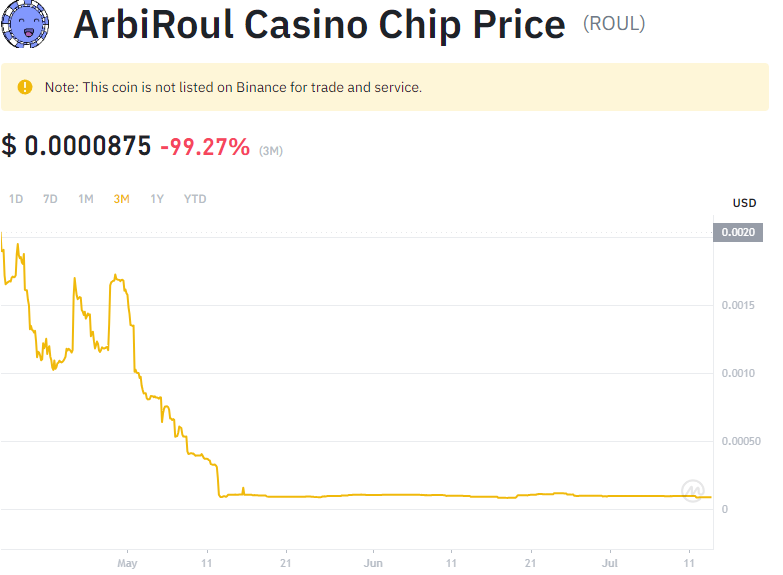 ArbiRoul Casino Chip Price (ROUL)
Note: This coin is not listed on Binance for trade and service.
$ 0.0000875 -99.27% (3M)
1D 7D 1M 3M 1Y YTD
USD
0.0020
0.0015
0.0010
0.00050
0
May 11 21 Jun 11 21 Jul 11